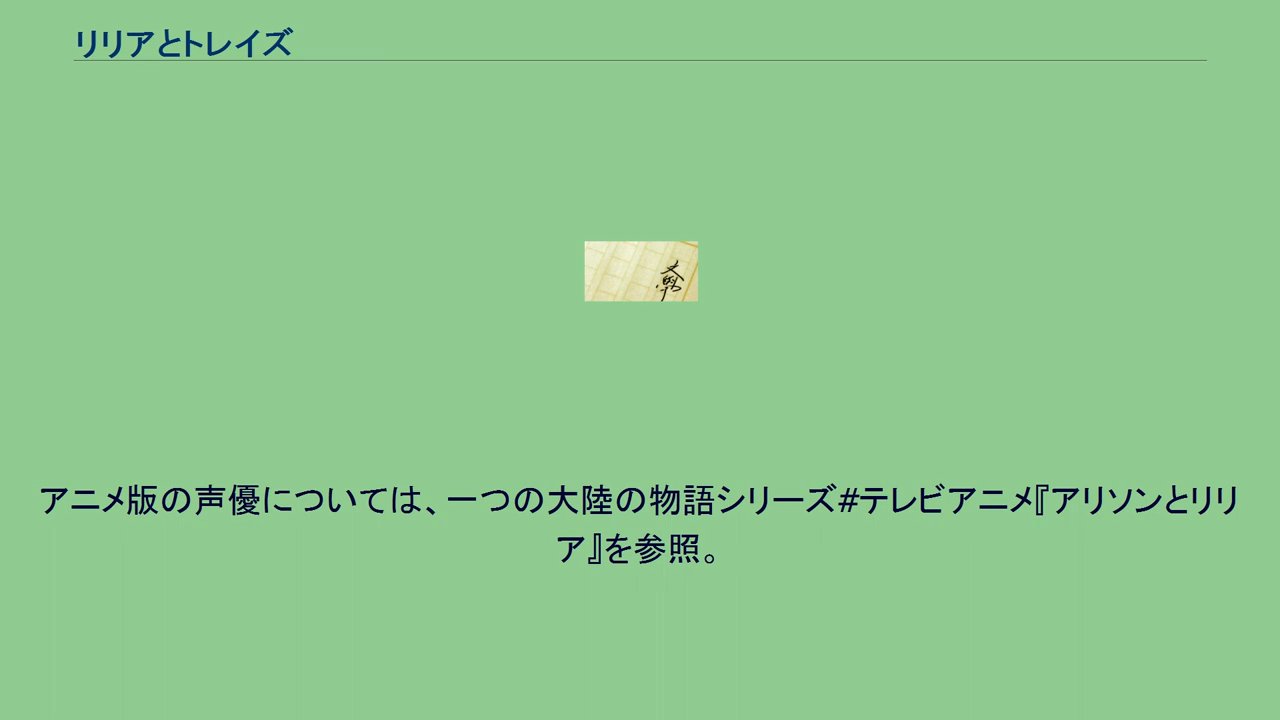 リリアとトレイズ
アニメ版の声優については、一つの大陸の物語シリーズ#テレビアニメ『アリソンとリリ
ア』を参照。